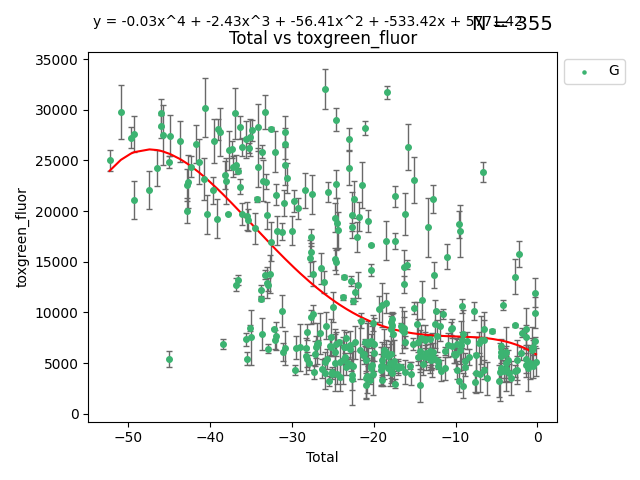 y = -0.03x^4 + -2.43x^3 + -56.41x^2 + -533.42x +
N = 355
Total vs toxgreen_fluor
G
35000
30000
25000
20000
15000
10000
5000
0
toxgreen_fluor
−50
−40
−30
−20
−10
0
Total